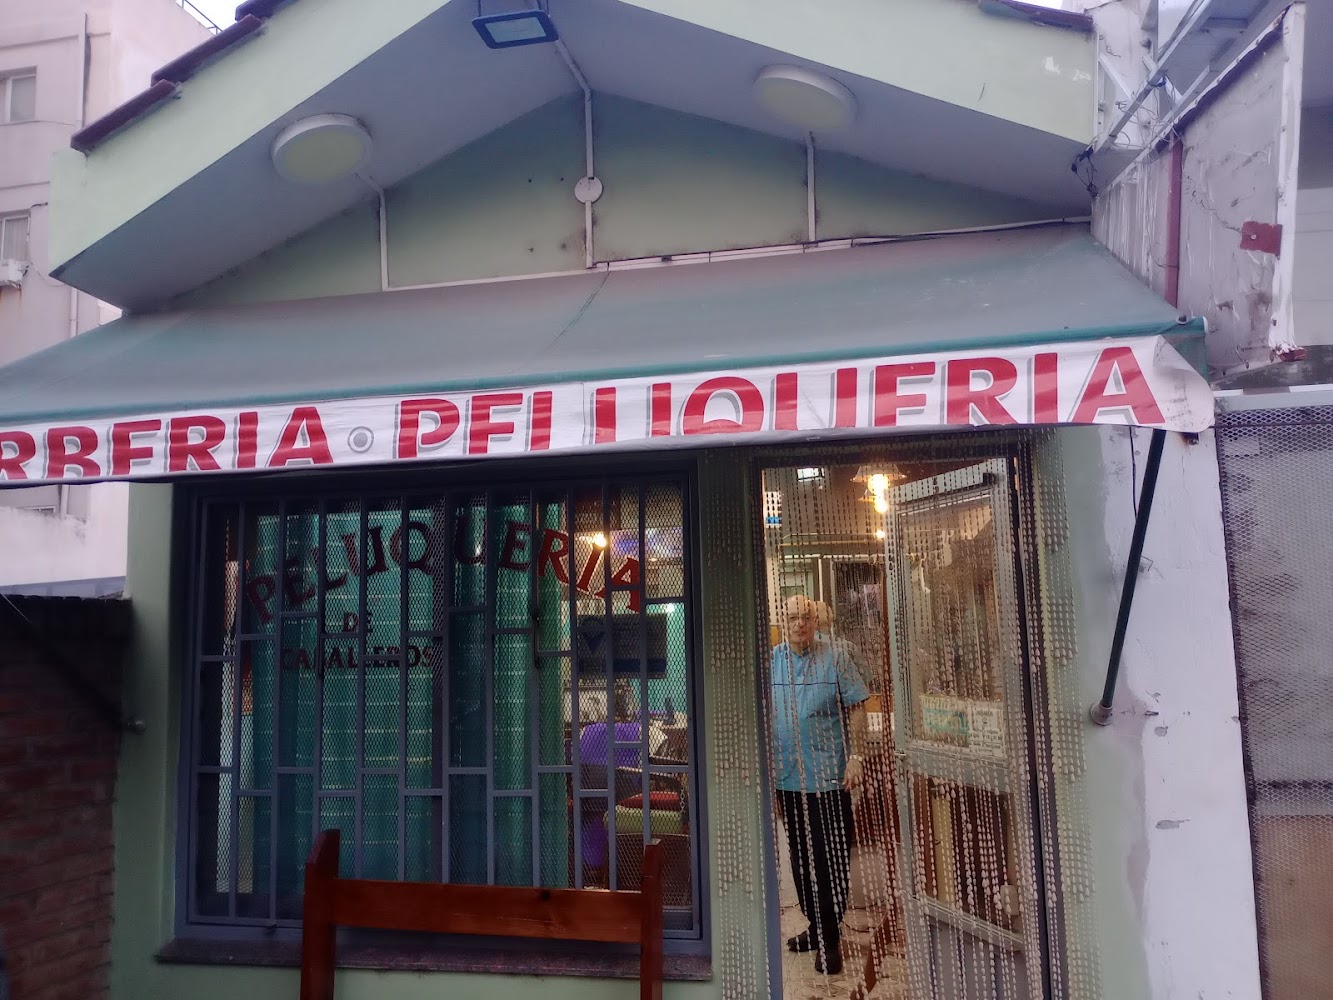 RBERIA • PELUQUERIA
PELUQUERIA
DE
CABALLEROS